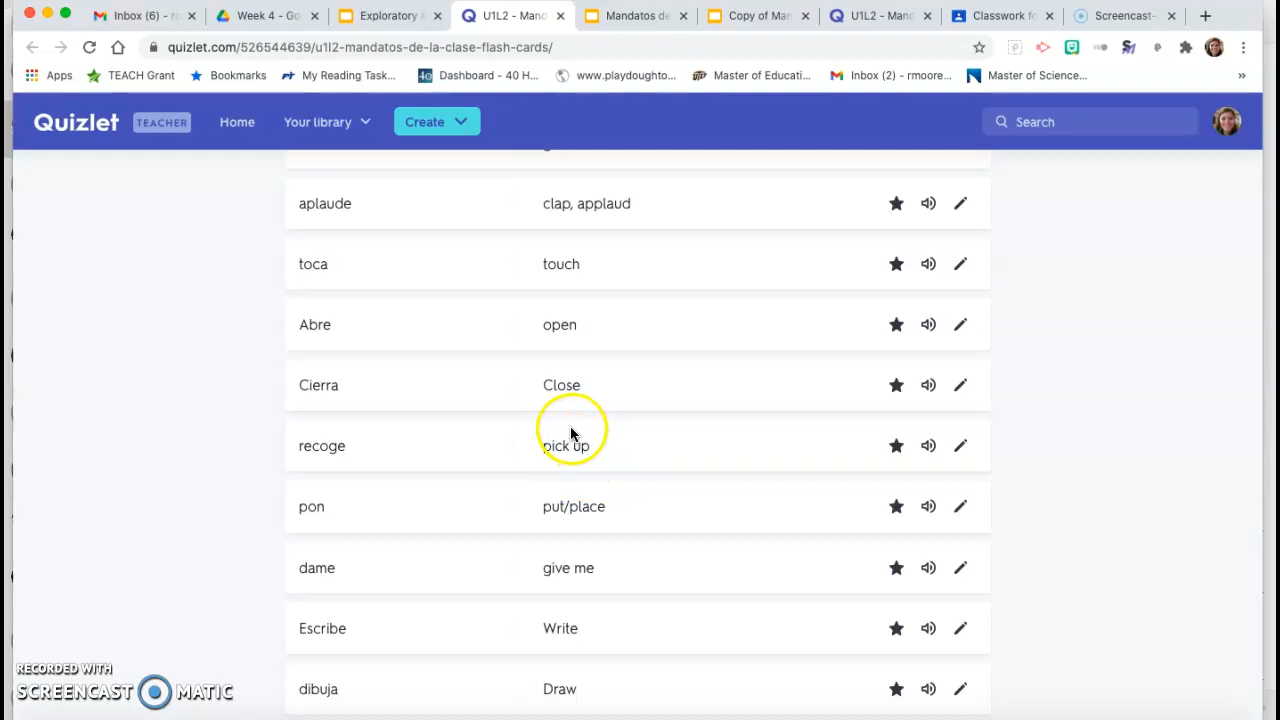 Inbox (6) - r
Week 4 - Go
Exploratory A
U1L2 - Mand
Mandatos de
Copy of Man
U1L2 - Mand
Classwork fo
Screencast-
quizlet.com/526544639/u1l2-mandatos-de-la-clase-flash-cards/
Apps
TEACH Grant
Bookmarks
My Reading Task...
Dashboard - 40 H...
www.playdoughto...
Master of Educati...
Inbox (2) - rmoore...
Master of Science...
»
Quizlet
TEACHER
Home
Your library
Create
Search
aplaude
clap, applaud
toca
touch
Abre
open
Cierra
Close
recoge
pick up
pon
put/place
dame
give me
Escribe
Write
dibuja
Draw
RECORDED WITH
SCREENCAST MATIC